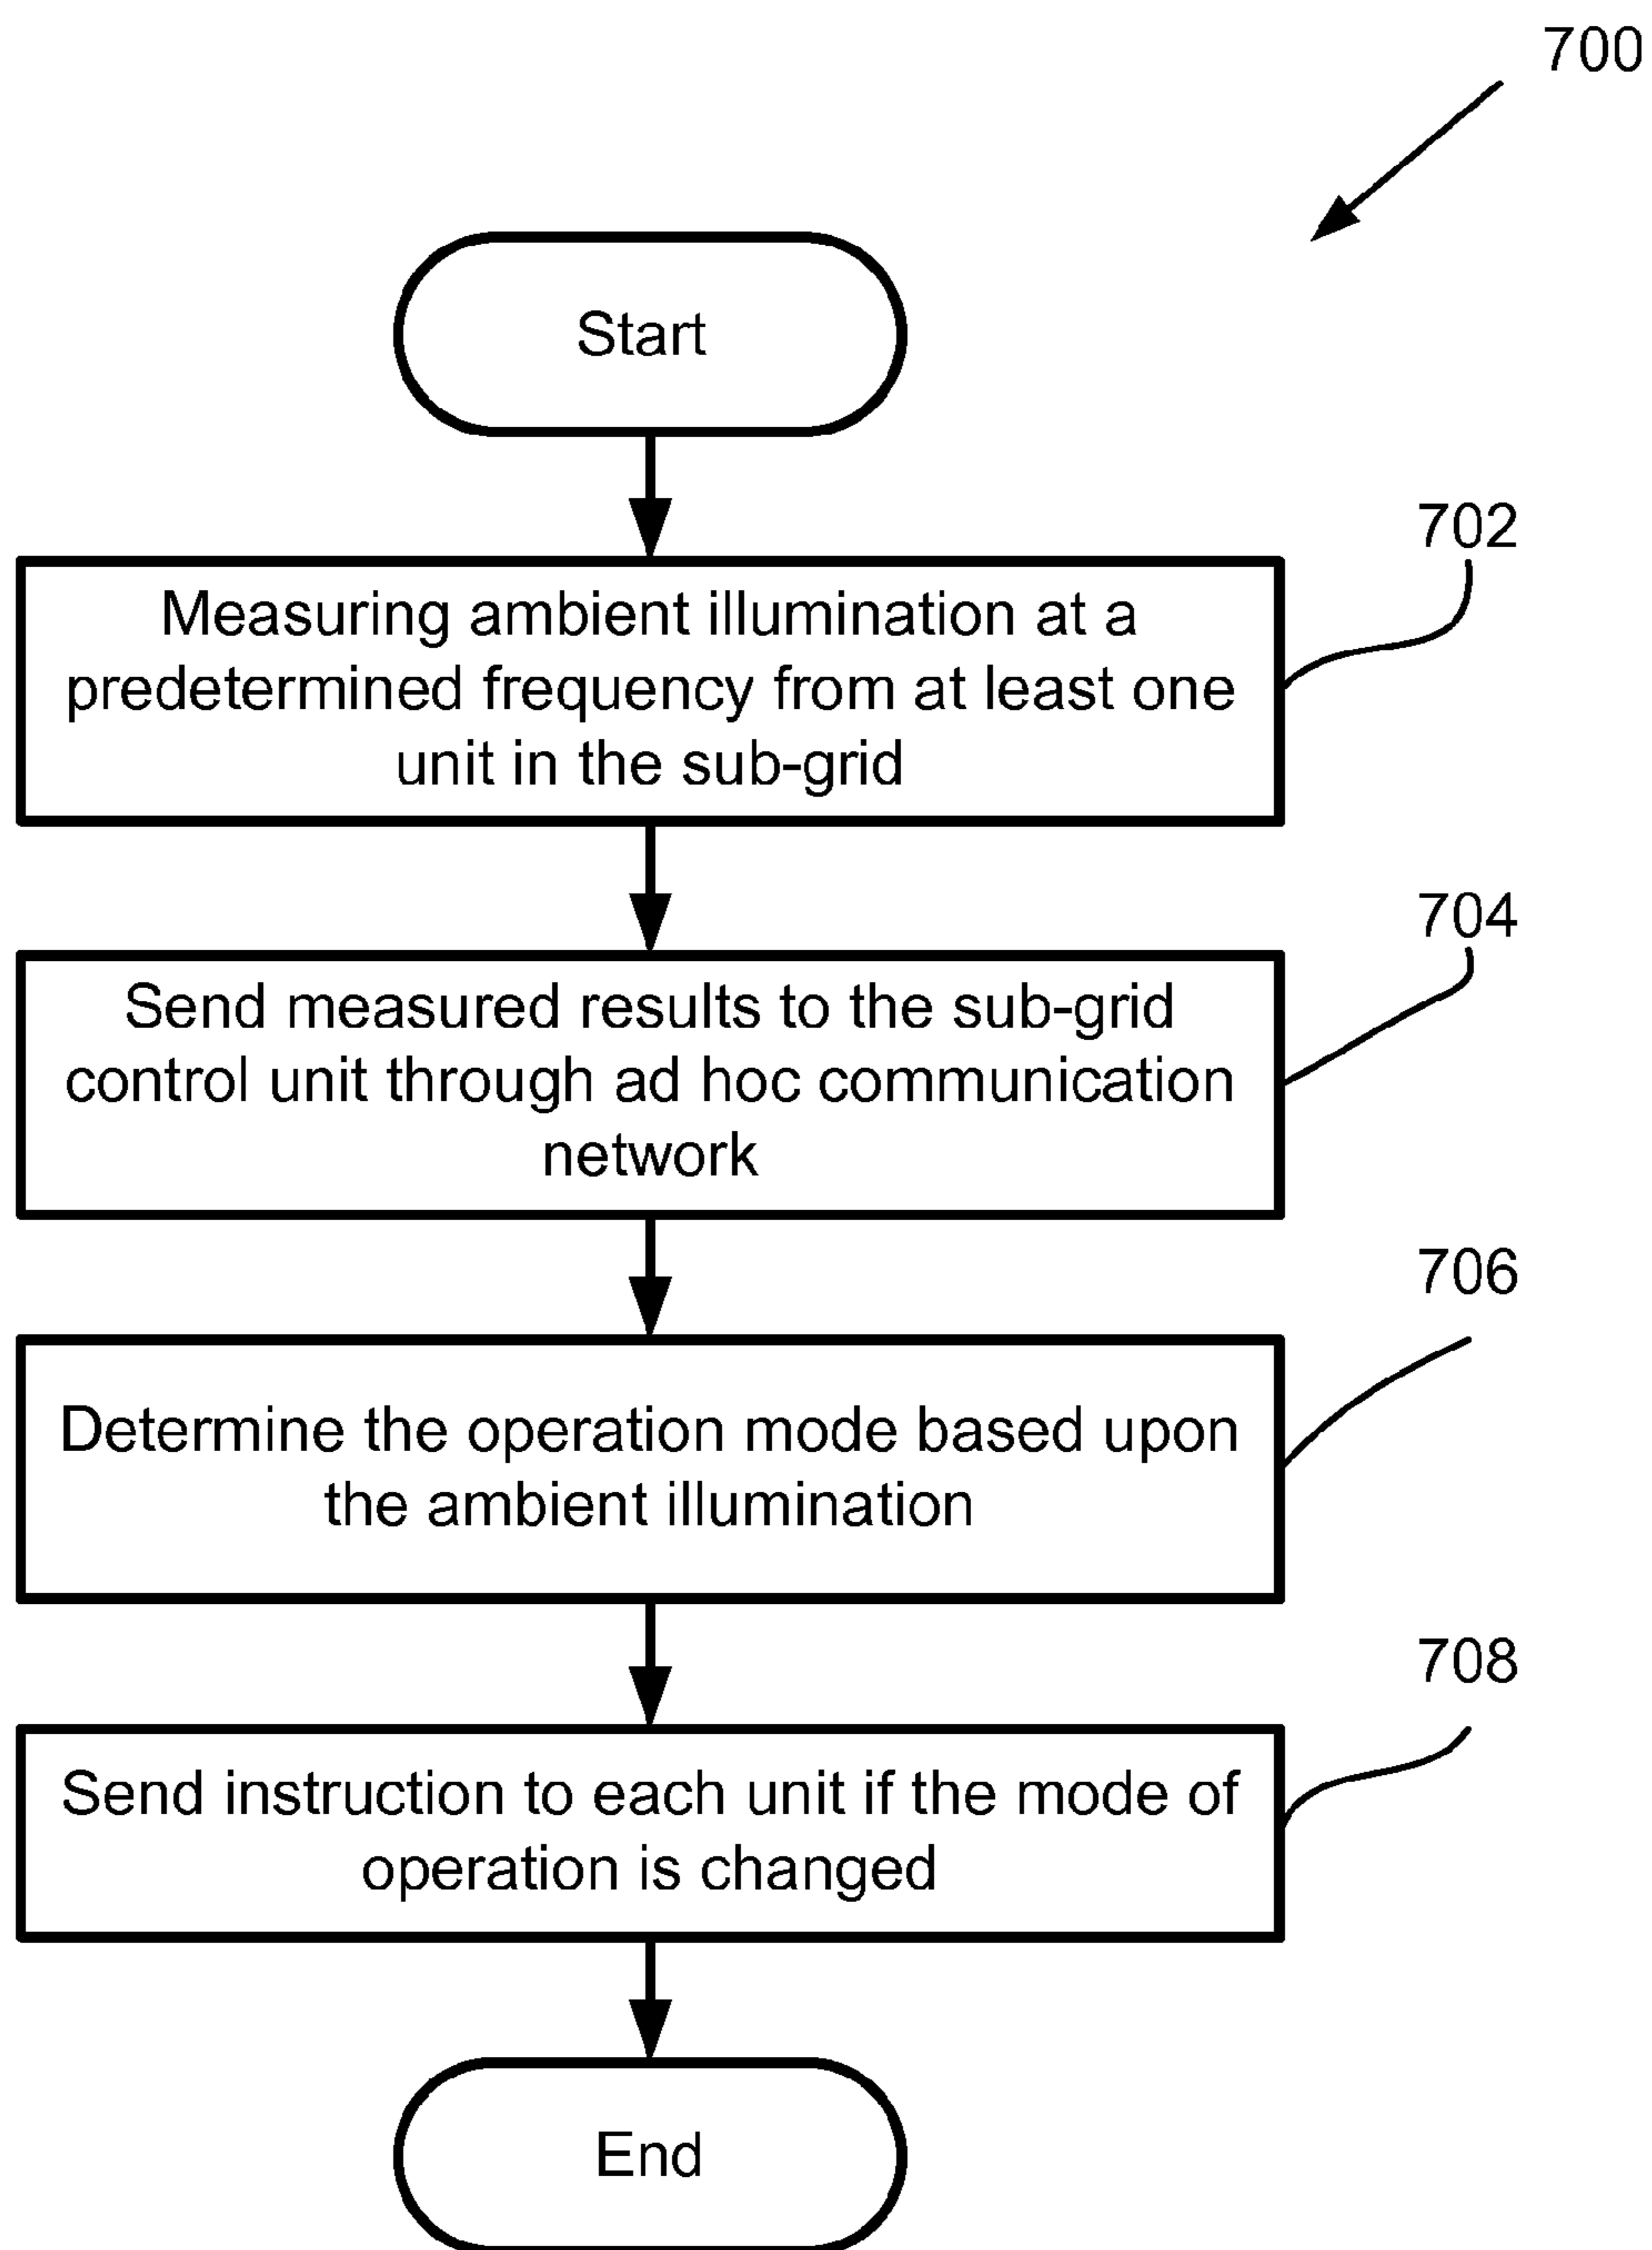 700
Start
702
Measuring ambient illumination at a
predetermined frequency from at least one
unit in the sub-grid
704
Send measured results to the sub-grid
control unit through ad hoc communication
network
706
Determine the operation mode based upon
the ambient illumination
708
Send instruction to each unit if the mode of
operation is changed
End